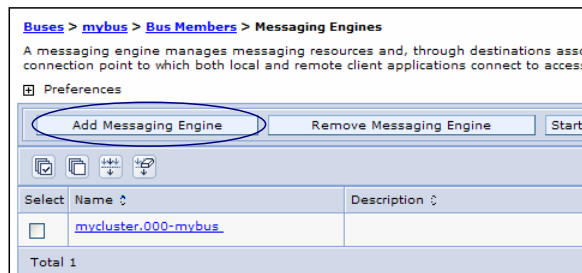 Buses > mybus > Bus Members > Messaging Engines
A messaging engine manages messaging resources and, through destinations
connection point to which both local and remote client applications connect to
Preferences
Add Messaging Engine Remove Messaging Engine Start
Select Name Description
mycluster.000-mybus
Total 1